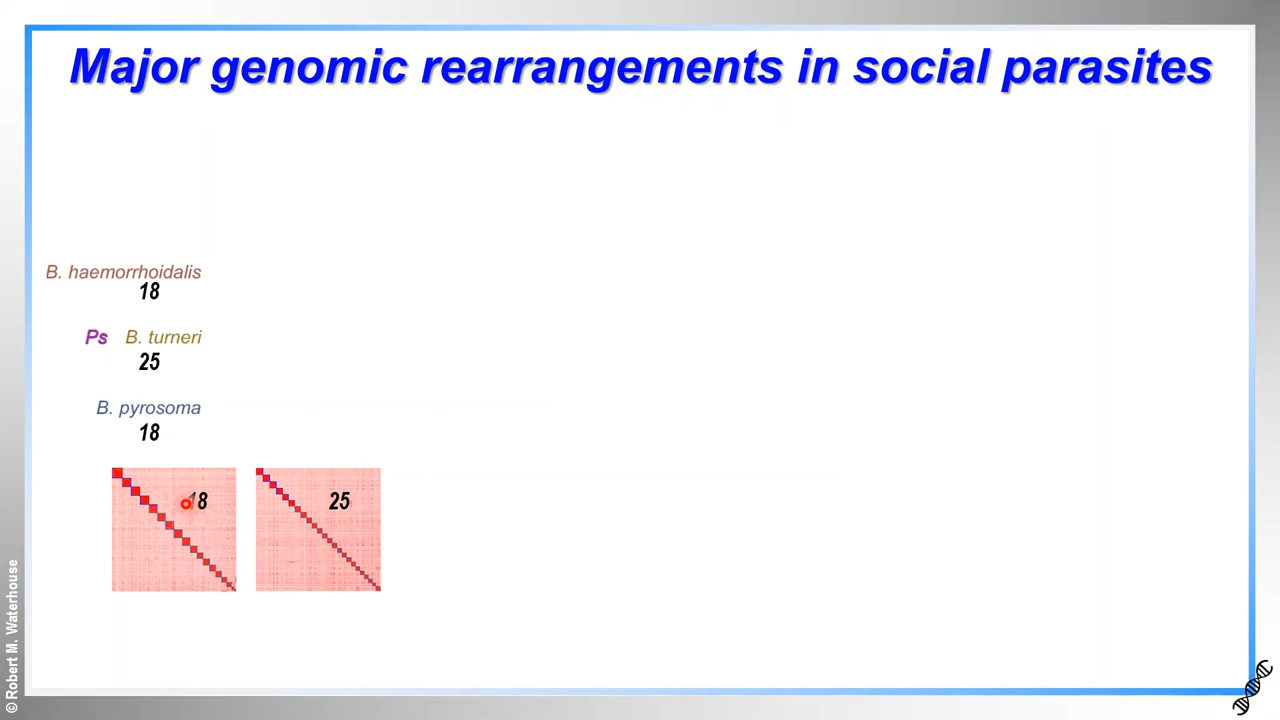 Major genomic rearrangements in social parasites
B. haemorrhoidalis
18
Ps B. turneri
25
B. pyrosoma
18
18 25
© Robert M. Waterhouse